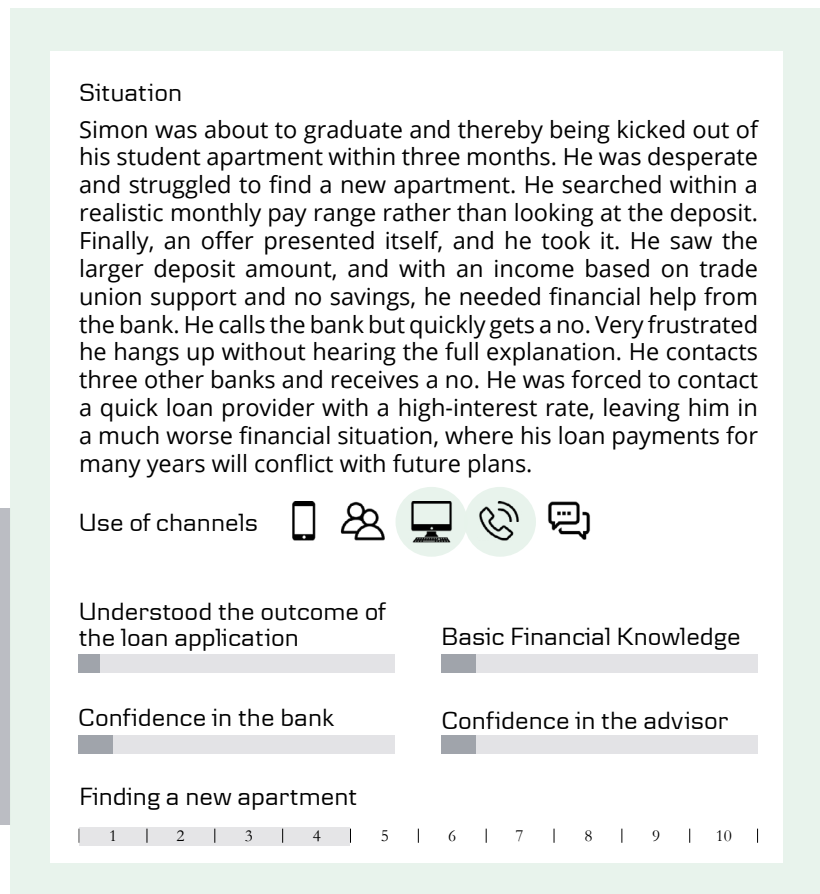 Situation
Simon was about to graduate and thereby being kicked out of
his student apartment within three months. He was desperate
and struggled to find a new apartment. He searched within a
realistic monthly pay range rather than looking at the deposit.
Finally, an offer presented itself, and he took it. He saw the
larger deposit amount, and with an income based on trade
union support and no savings, he needed financial help from
the bank. He calls the bank but quickly gets a no. Very frustrated
he hangs up without hearing the full explanation. He contacts
three other banks and receives a no. He was forced to contact
a quick loan provider with a high-interest rate, leaving him in
a much worse financial situation, where his loan payments for
many years will conflict with future plans.
Use of channels
Understood the outcome of
the loan application
Basic Financial Knowledge
Confidence in the bank
Confidence in the advisor
Finding a new apartment
| 1 | 2 | 3 | 4 | 5 | 6 | 7 | 8 | 9 | 10 |